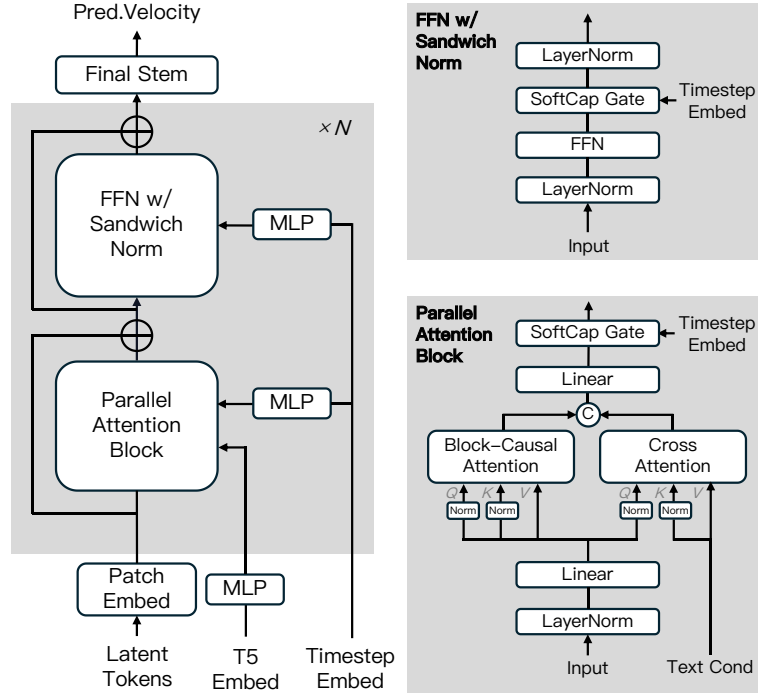 Pred.Velocity
Final Stem
×N
FFN w/
Sandwich
Norm
MLP
Parallel
Attention
Block
MLP
Patch
Embed
MLP
Latent
Tokens
T5
Embed
Timestep
Embed
FFN w/
Sandwich
Norm
LayerNorm
SoftCap Gate
Timestep
Embed
FFN
LayerNorm
Input
Parallel
Attention
Block
SoftCap Gate
Timestep
Embed
Linear
C
Block-Causal
Attention
Cross
Attention
Q K V Q K V
Norm Norm Norm Norm
Linear
LayerNorm
Input Text Cond